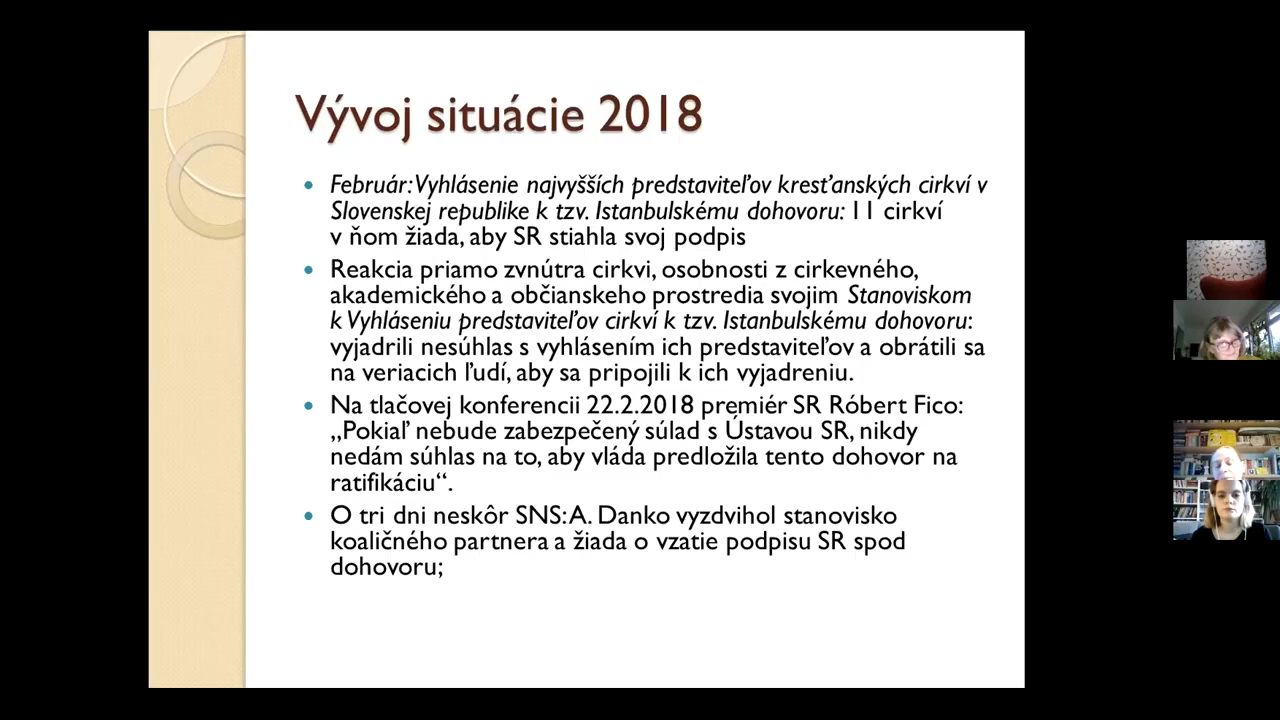 Vývoj situácie 2018
Február: Vyhlásenie najvyšších predstaviteľov kresťanských cirkví v
Slovenskej republike k tzv. Istanbulskému dohovoru: 11 cirkví
v ňom žiada, aby SR stiahla svoj podpis
Reakcia priamo zvnútra cirkvi, osobnosti z cirkevného,
akademického a občianskeho prostredia svojim Stanoviskom
k Vyhláseniu predstaviteľov cirkví k tzv. Istanbulskému dohovoru:
vyjadrili nesúhlas s vyhlásením ich predstaviteľov a obrátili sa
na veriacich ľudí, aby sa pripojili k ich vyjadreniu.
Na tlačovej konferencii 22.2.2018 premiér SR Róbert Fico:
„Pokiaľ nebude zabezpečený súlad s Ústavou SR, nikdy
nedám súhlas na to, aby vláda predložila tento dohovor na
ratifikáciu“.
O tri dni neskôr SNS: A. Danko vyzdvihol stanovisko
koaličného partnera a žiada o vzatie podpisu SR spod
dohovoru;